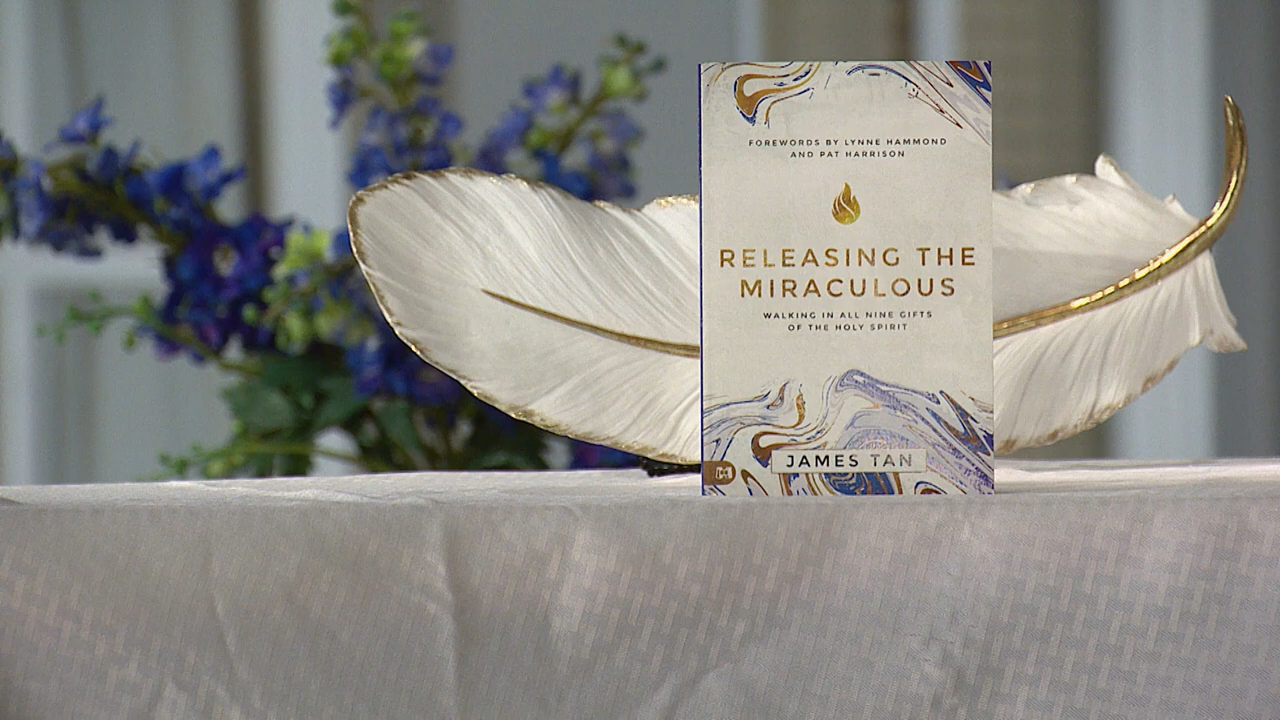 FOREWORDS BY LYNNE HAMMOND
AND PAT HARRISON
RELEASING THE
MIRACULOUS
WALKING IN ALL NINE GIFTS
OF THE HOLY SPIRIT
JAMES TAN